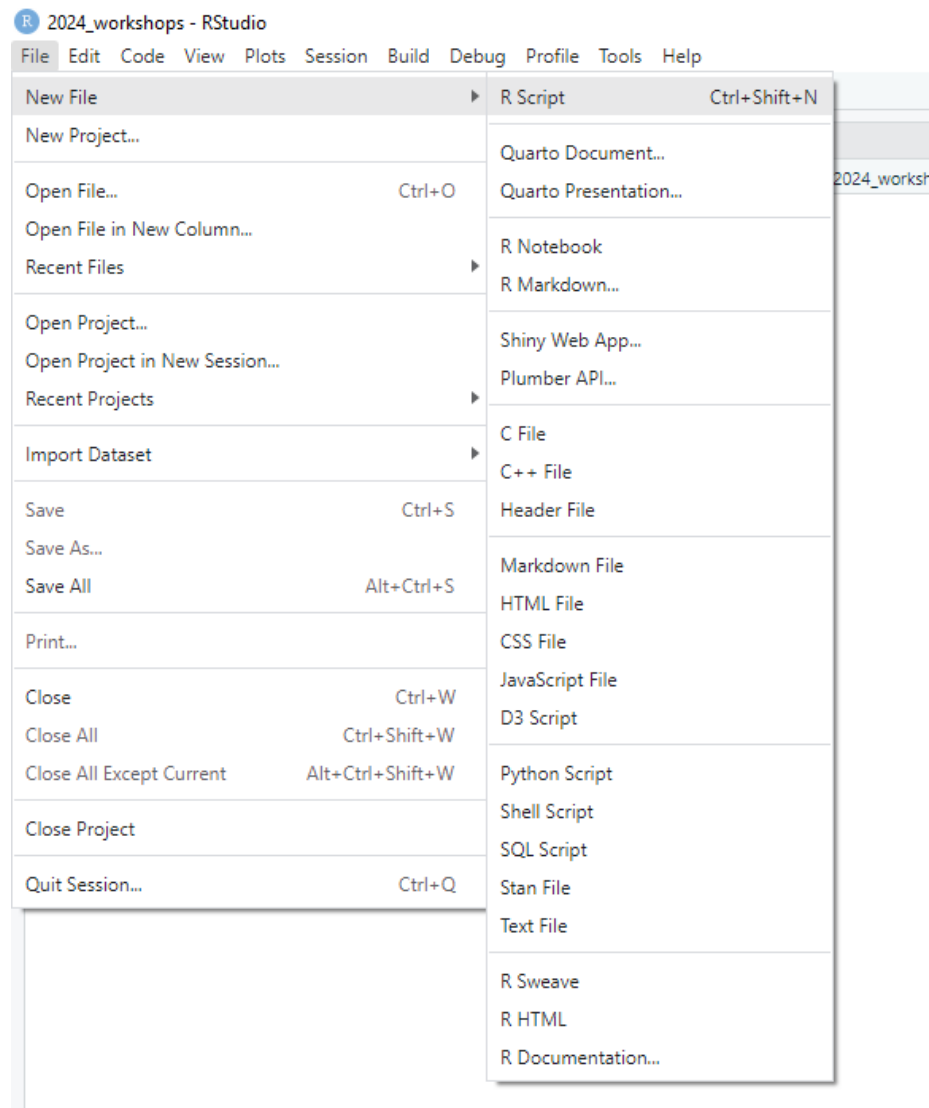 R 2024_workshops - RStudio
File Edit Code View Plots Session Build Debug Profile Tools Help
New File
New Project...
Open File... Ctrl+O
Open File in New Column...
Recent Files
Open Project...
Open Project in New Session...
Recent Projects
Import Dataset
Save Ctrl+S
Save As...
Save All Alt+Ctrl+S
Print...
Close Ctrl+W
Close All Ctrl+Shift+W
Close All Except Current Alt+Ctrl+Shift+W
Close Project
Quit Session... Ctrl+Q
R Script Ctrl+Shift+N
Quarto Document...
Quarto Presentation...
R Notebook
R Markdown...
Shiny Web App...
Plumber API...
C File
C++ File
Header File
Markdown File
HTML File
CSS File
JavaScript File
D3 Script
Python Script
Shell Script
SQL Script
Stan File
Text File
R Sweave
R HTML
R Documentation...
2024_worksh